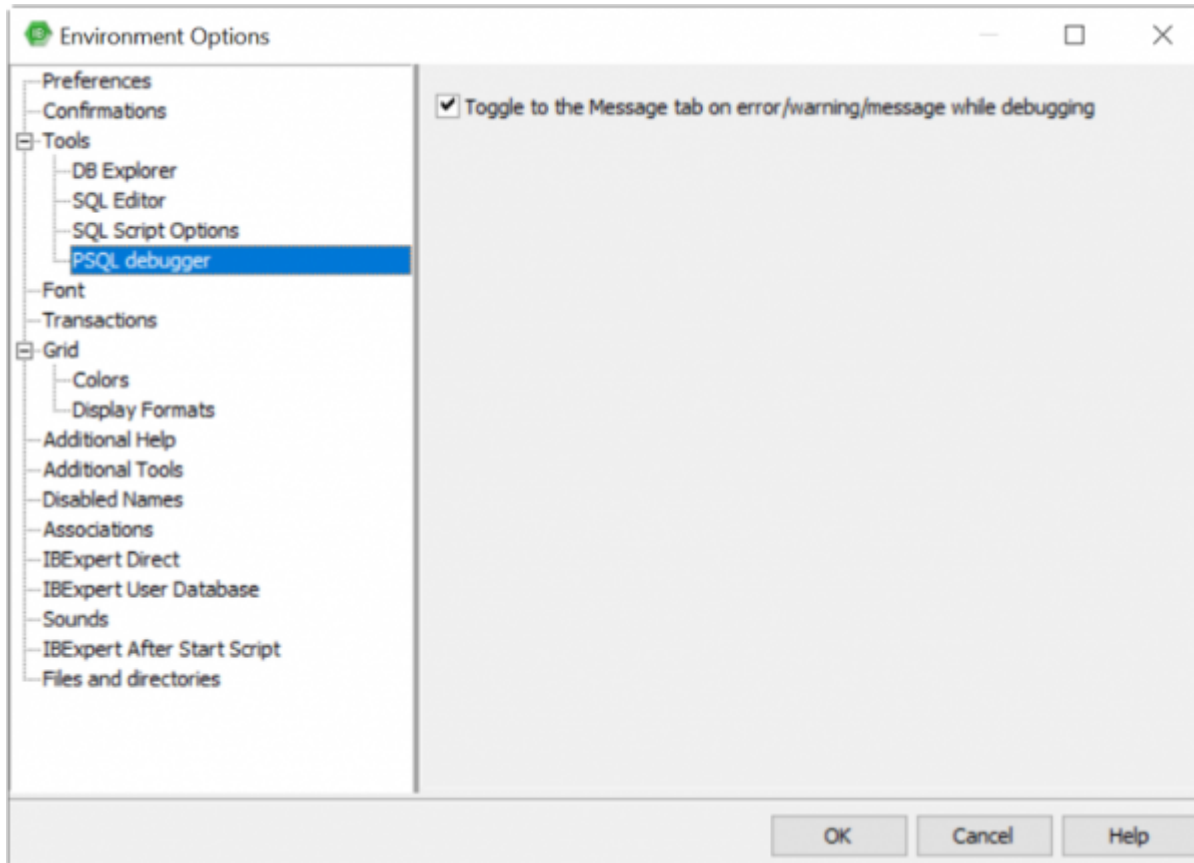 Environment Options
Preferences
Confirmations
Tools
DB Explorer
SQL Editor
SQL Script Options
PSQL debugger
Font
Transactions
Grid
Colors
Display Formats
Additional Help
Additional Tools
Disabled Names
Associations
IBExpert Direct
IBExpert User Database
Sounds
IBExpert After Start Script
Files and directories
Toggle to the Message tab on error/warning/message while debugging
OK
Cancel
Help